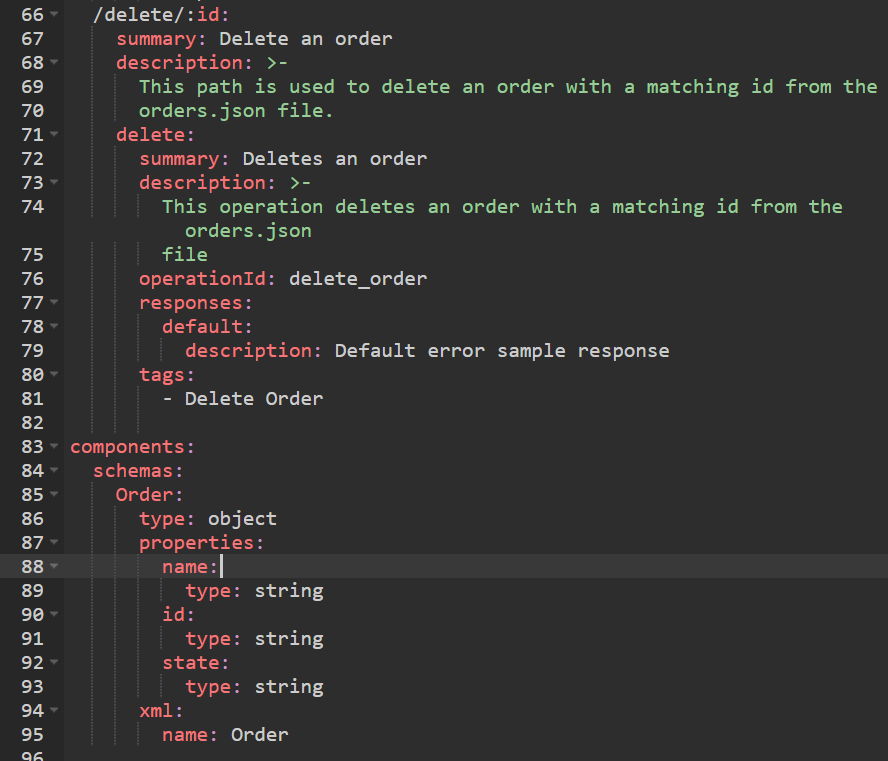 66 /delete/:id:
67 summary: Delete an order
68 description: >-
69 This path is used to delete an order with a matching id from the
70 orders.json file.
71 delete:
72 summary: Deletes an order
73 description: >-
74 This operation deletes an order with a matching id from the
orders.json
75 file
76 operationId: delete_order
77 responses:
78 default:
79 description: Default error sample response
80 tags:
81 - Delete Order
82
83 components:
84 schemas:
85 Order:
86 type: object
87 properties:
88 name:
89 type: string
90 id:
91 type: string
92 state:
93 type: string
94 xml:
95 name: Order
96